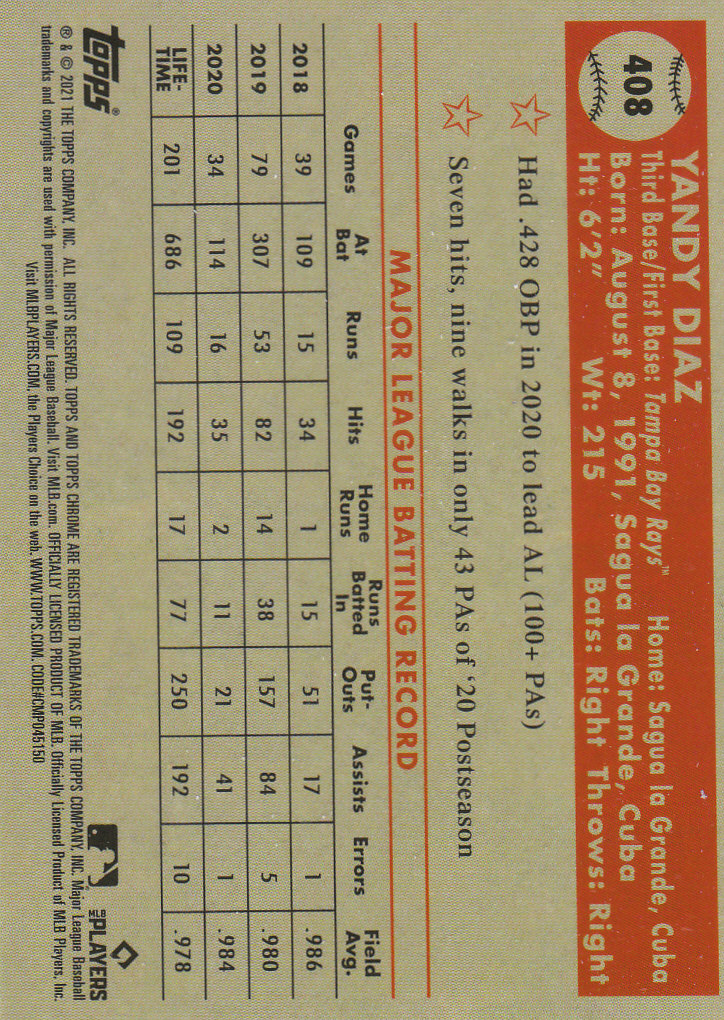 408
YANDY DIAZ
Third Base/First Base: Tampa Bay Rays™ Home: Sagua la Grande, Cuba
Born: August 8, 1991, Sagua la Grande, Cuba
Ht: 6'2" Wt: 215 Bats: Right Throws: Right
Had .428 OBP in 2020 to lead AL (100+ PAs)
Seven hits, nine walks in only 43 PAs of ‘20 Postseason
MAJOR LEAGUE BATTING RECORD
Games At Bat Runs Hits Home Runs Runs Batted In Put-Outs Assists Errors Field Avg.
2018 39 109 15 34 1 15 51 17 1 .986
2019 79 307 53 82 14 38 157 84 5 .980
2020 34 114 16 35 2 11 21 41 1 .984
LIFE-TIME 201 686 109 192 17 77 250 192 10 .978
topps®
MLB PLAYERS
® & © 2021 THE TOPPS COMPANY, INC. ALL RIGHTS RESERVED. TOPPS AND TOPPS CHROME ARE REGISTERED TRADEMARKS OF THE TOPPS COMPANY, INC. Major League Baseball
trademarks and copyrights are used with permission of Major League Baseball. Visit MLB.com. OFFICIALLY LICENSED PRODUCT OF MLB. Officially Licensed Product of MLB Players, Inc.
Visit MLBPLAYERS.COM, the Players Choice on the web. WWW.TOPPS.COM. CODE#CMP045150